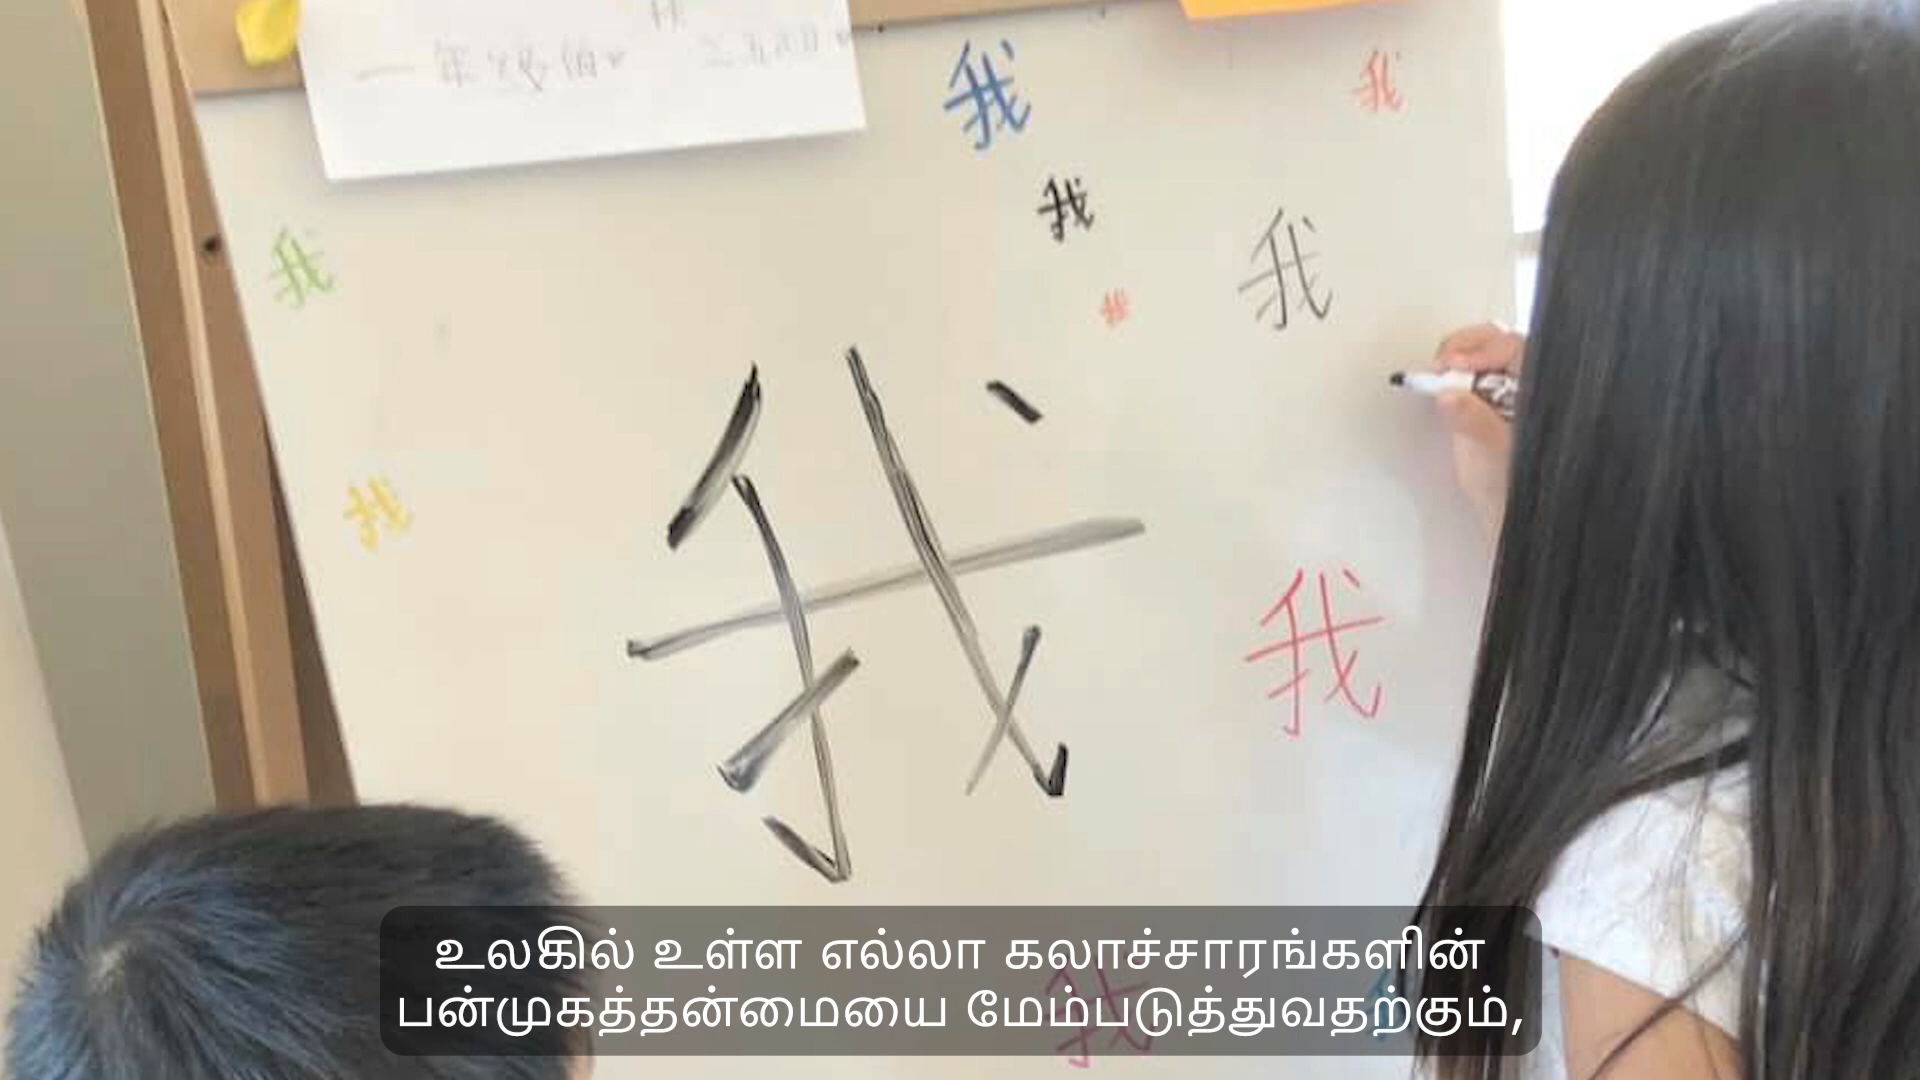 我
我
我
我
我
我
我
我
我
我
உலகில் உள்ள எல்லா கலாச்சாரங்களின்
பன்முகத்தன்மையை மேம்படுத்துவதற்கும்,